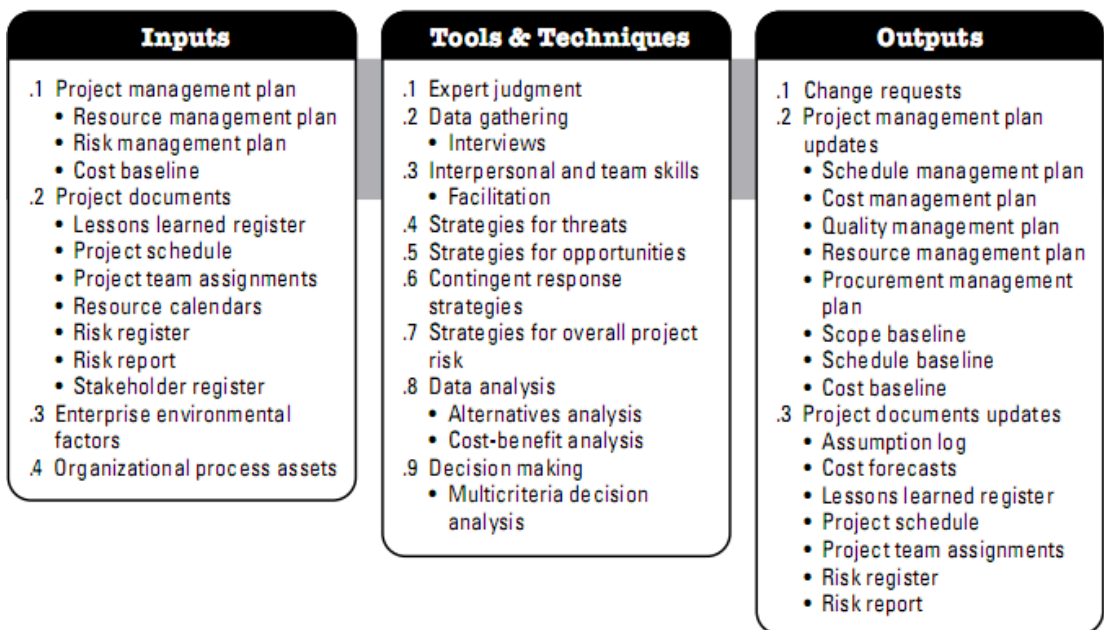 Inputs
.1 Project management plan
• Resource management plan
• Risk management plan
• Cost baseline
.2 Project documents
• Lessons learned register
• Project schedule
• Project team assignments
• Resource calendars
• Risk register
• Risk report
• Stakeholder register
.3 Enterprise environmental
factors
.4 Organizational process assets
Tools & Techniques
.1 Expert judgment
.2 Data gathering
• Interviews
.3 Interpersonal and team skills
• Facilitation
.4 Strategies for threats
.5 Strategies for opportunities
.6 Contingent response
strategies
.7 Strategies for overall project
risk
.8 Data analysis
• Alternatives analysis
• Cost-benefit analysis
.9 Decision making
• Multicriteria decision
analysis
Outputs
.1 Change requests
.2 Project management plan
updates
• Schedule management plan
• Cost management plan
• Quality management plan
• Resource management plan
• Procurement management
plan
• Scope baseline
• Schedule baseline
• Cost baseline
.3 Project documents updates
• Assumption log
• Cost forecasts
• Lessons learned register
• Project schedule
• Project team assignments
• Risk register
• Risk report